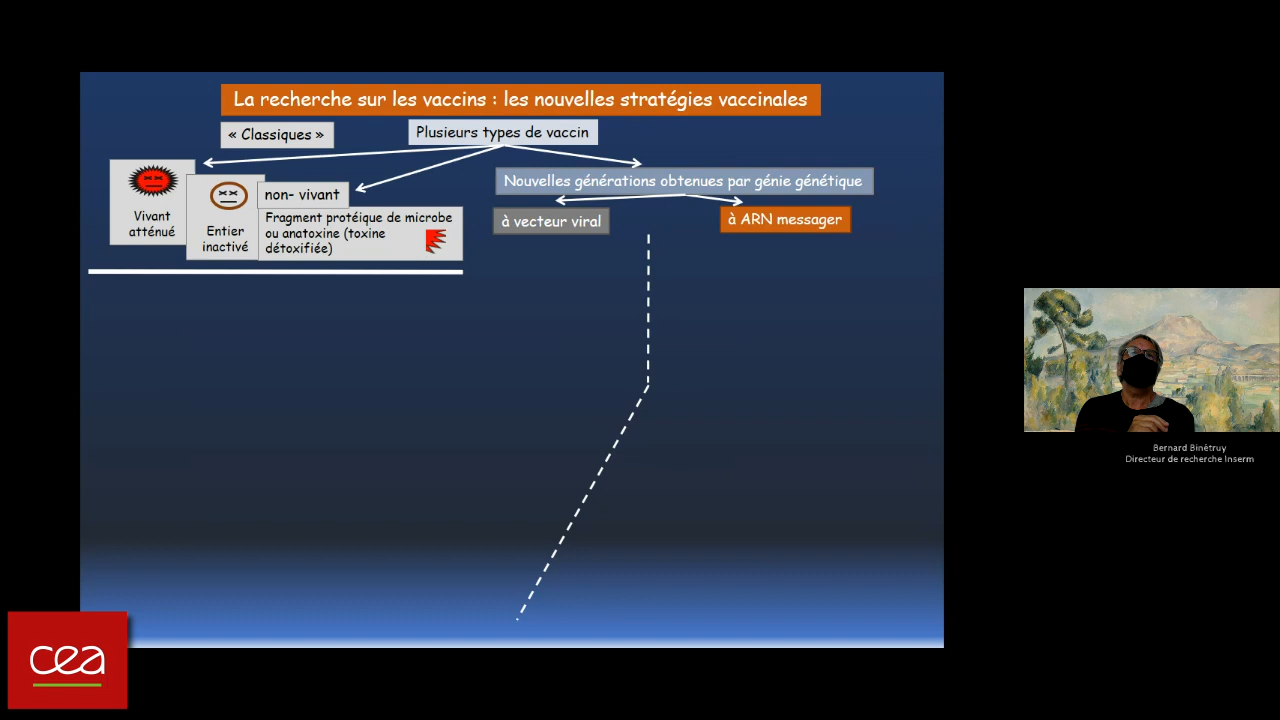 La recherche sur les vaccins : les nouvelles stratégies vaccinales
« Classiques »
Plusieurs types de vaccin
Vivant
atténué
Entier
inactivé
non- vivant
Fragment protéique de microbe
ou anatoxine (toxine
détoxifiée)
Nouvelles générations obtenues par génie génétique
à vecteur viral
à ARN messager
Bernard Binétruy
Directeur de recherche Inserm
cea